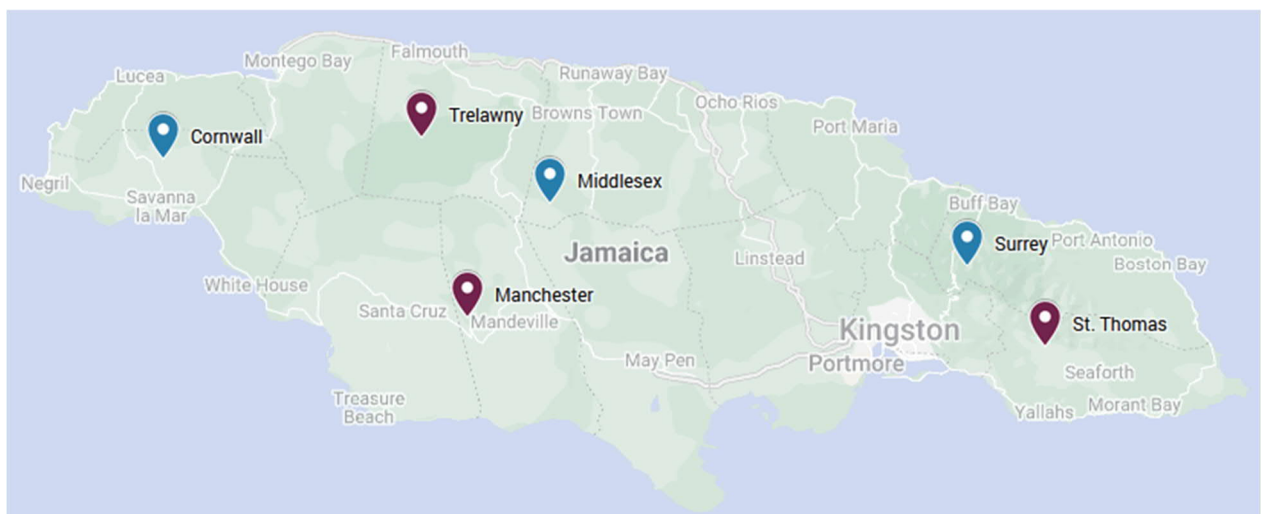 Montego Bay
Falmouth
Lucea
Runaway Bay
Ocho Rios
Trelawny
Browns Town
Port Maria
Cornwall
Negril
Middlesex
Savanna
la Mar
Buff Bay
Surrey
Port Antonio
Jamaica
Linstead
Boston Bay
White House
Manchester
Santa Cruz
Mandeville
Kingston
St. Thomas
May Pen
Portmore
Seaforth
Treasure
Beach
Yallahs
Morant Bay